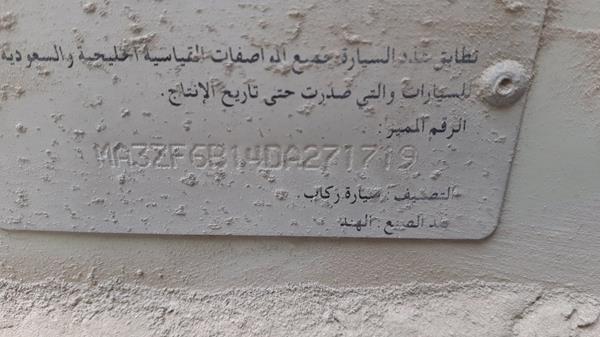 تطابق هذه السيارة جميع المواصفات القياسية الخليجية والسعودية
للسيارات والتي صدرت حتى تاريخ الإنتاج .
الرقم المميز :
MA3ZF6B14DA271719
التصنيف : سيارة ركاب .
بلد الصنع : الهند